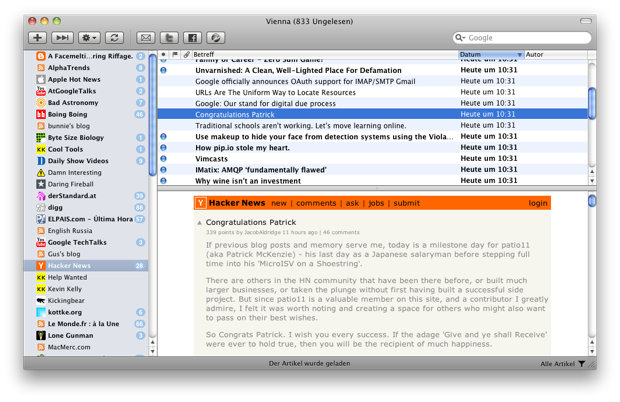 Vienna (833 Ungelesen)
Google
A Facemelti...ring Riffage.
AlphaTrends
Apple Hot News
AtGoogleTalks
Bad Astronomy
Boing Boing
bunnie's blog
Byte Size Biology
Cool Tools
Daily Show Videos
Damn Interesting
Daring Fireball
derStandard.at
digg
ELPAIS.com - Última Hora
English Russia
Google TechTalks
Gus's blog
Hacker News
Help Wanted
Kevin Kelly
Kickingbear
kottke.org
Le Monde.fr : à la Une
Lone Gunman
MacMerc.com
Betreff Datum Autor
Family or Career – Zero Sum Game? Heute um 10:31
Unvarnished: A Clean, Well-Lighted Place For Defamation Heute um 10:31
Google officially announces OAuth support for IMAP/SMTP Gmail Heute um 10:31
URLs Are The Uniform Way to Locate Resources Heute um 10:31
Google: Our stand for digital due process Heute um 10:31
Congratulations Patrick Heute um 10:31
Traditional schools aren't working. Let's move learning online. Heute um 10:31
Use makeup to hide your face from detection systems using the Viola... Heute um 10:31
How pip.io stole my heart. Heute um 10:31
Vimcasts Heute um 10:31
IMatix: AMQP 'fundamentally flawed' Heute um 10:31
Why wine isn't an investment Heute um 10:31
Y Hacker News new | comments | ask | jobs | submit login
Congratulations Patrick
339 points by JacobAldridge 11 hours ago | 46 comments
If previous blog posts and memory serve me, today is a milestone day for patio11
(aka Patrick McKenzie) - his last day as a Japanese salaryman before stepping full
time into his 'MicroISV on a Shoestring'.
There are others in the HN community that have been there before, or built much
larger businesses, or taken the plunge without first having built a successful side
project. But since patio11 is a valuable member on this site, and a contributor I greatly
admire, I felt it was worth noting and creating a space for others who might also want
to pass on their best wishes.
So Congrats Patrick. I wish you every success. If the adage 'Give and ye shall Receive'
were ever to hold true, then you will be the recipient of much happiness.
Der Artikel wurde geladen
Alle Artikel